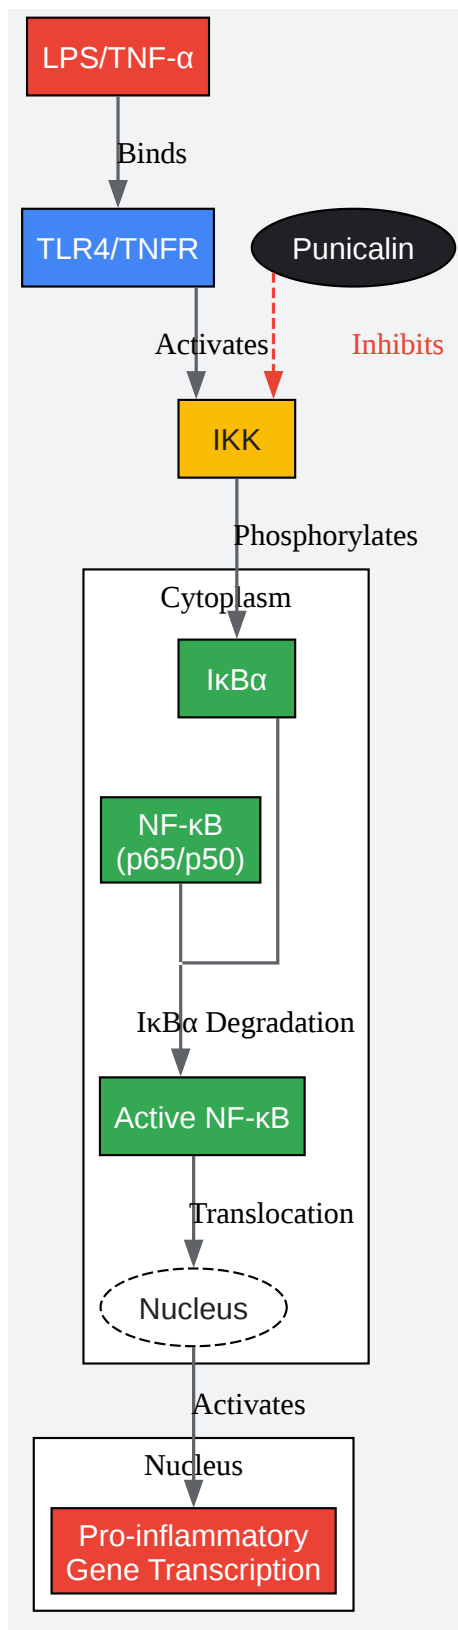 LPS/TNF-α
Binds
TLR4/TNFR
Punicalin
Activates
Inhibits
IKK
Phosphorylates
Cytoplasm
IκBα
NF-κB
(p65/p50)
IκBα Degradation
Active NF-κB
Translocation
Nucleus
Activates
Nucleus
Pro-inflammatory
Gene Transcription